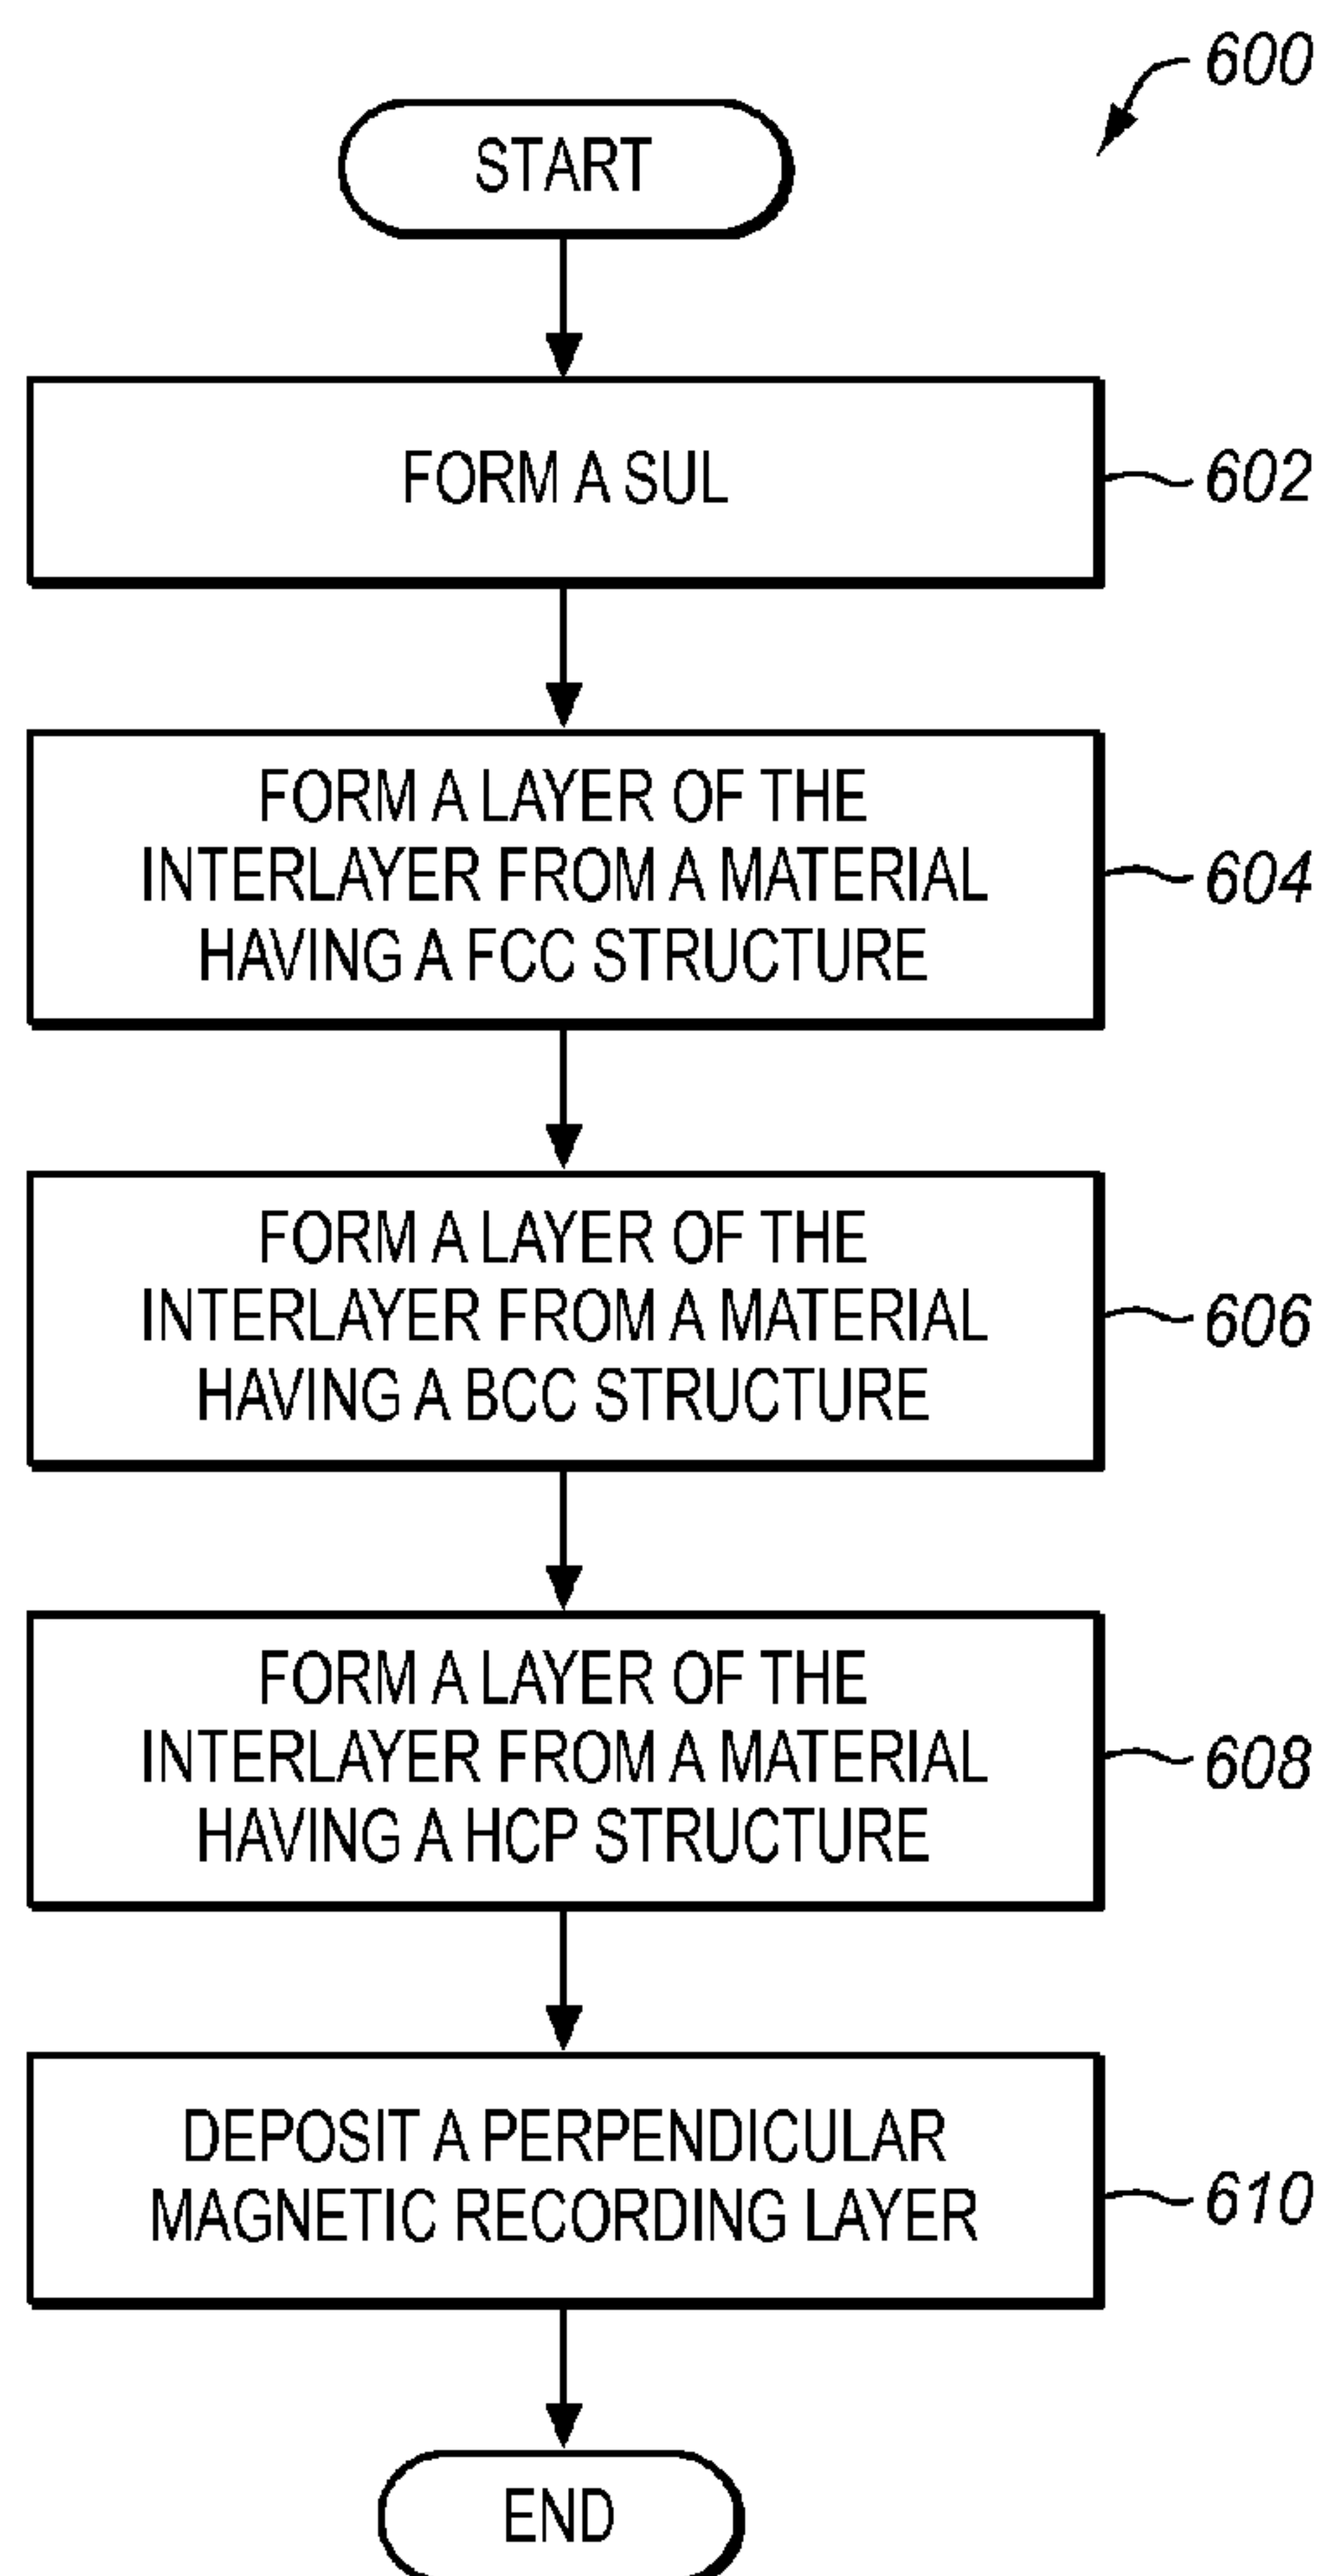 600
START
FORM A SUL
602
FORM A LAYER OF THE
INTERLAYER FROM A MATERIAL
HAVING A FCC STRUCTURE
604
FORM A LAYER OF THE
INTERLAYER FROM A MATERIAL
HAVING A BCC STRUCTURE
606
FORM A LAYER OF THE
INTERLAYER FROM A MATERIAL
HAVING A HCP STRUCTURE
608
DEPOSIT A PERPENDICULAR
MAGNETIC RECORDING LAYER
610
END